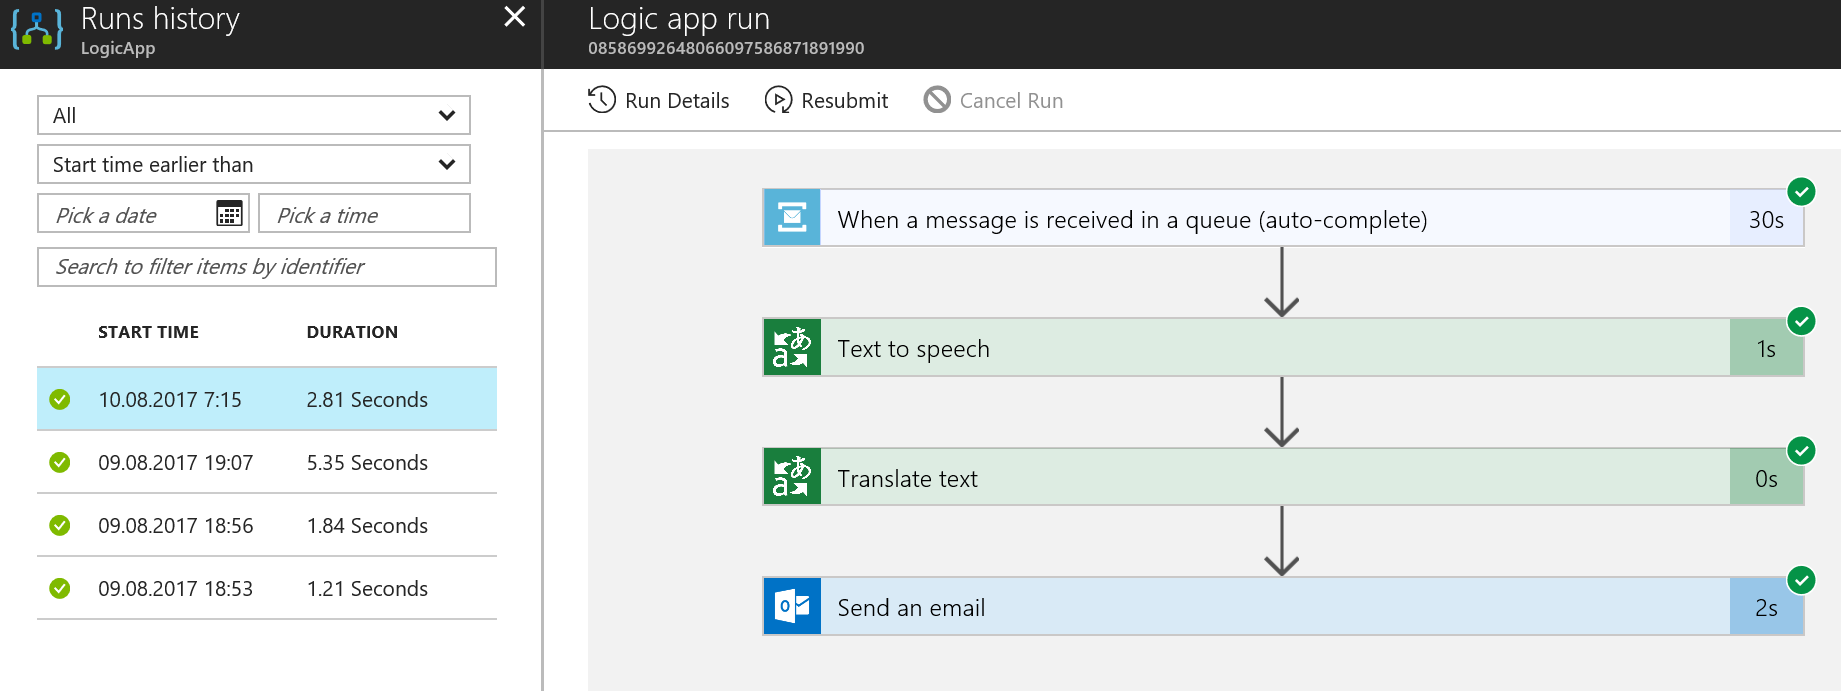 Runs history
LogicApp
All
Start time earlier than
Pick a date Pick a time
Search to filter items by identifier
START TIME DURATION
10.08.2017 7:15 2.81 Seconds
09.08.2017 19:07 5.35 Seconds
09.08.2017 18:56 1.84 Seconds
09.08.2017 18:53 1.21 Seconds
Logic app run
08586992648066097586871891990
Run Details Resubmit Cancel Run
When a message is received in a queue (auto-complete) 30s
あ a Text to speech 1s
あ a Translate text 0s
O Send an email 2s